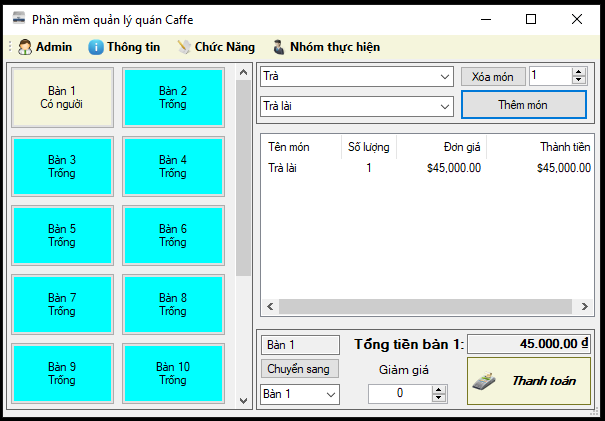 Phần mềm quản lý quán Caffe
Admin Thông tin Chức Năng Nhóm thực hiện
Bàn 1
Có người
Bàn 2
Trống
Bàn 3
Trống
Bàn 4
Trống
Bàn 5
Trống
Bàn 6
Trống
Bàn 7
Trống
Bàn 8
Trống
Bàn 9
Trống
Bàn 10
Trống
Trà
Xóa món
1
Trà lài
Thêm món
Tên món Số lượng Đơn giá Thành tiền
Trà lài 1 $45,000.00 $45,000.00
Bàn 1
Tổng tiền bàn 1:
45.000,00 ₫
Chuyển sang
Giảm giá
Bàn 1
0
Thanh toán